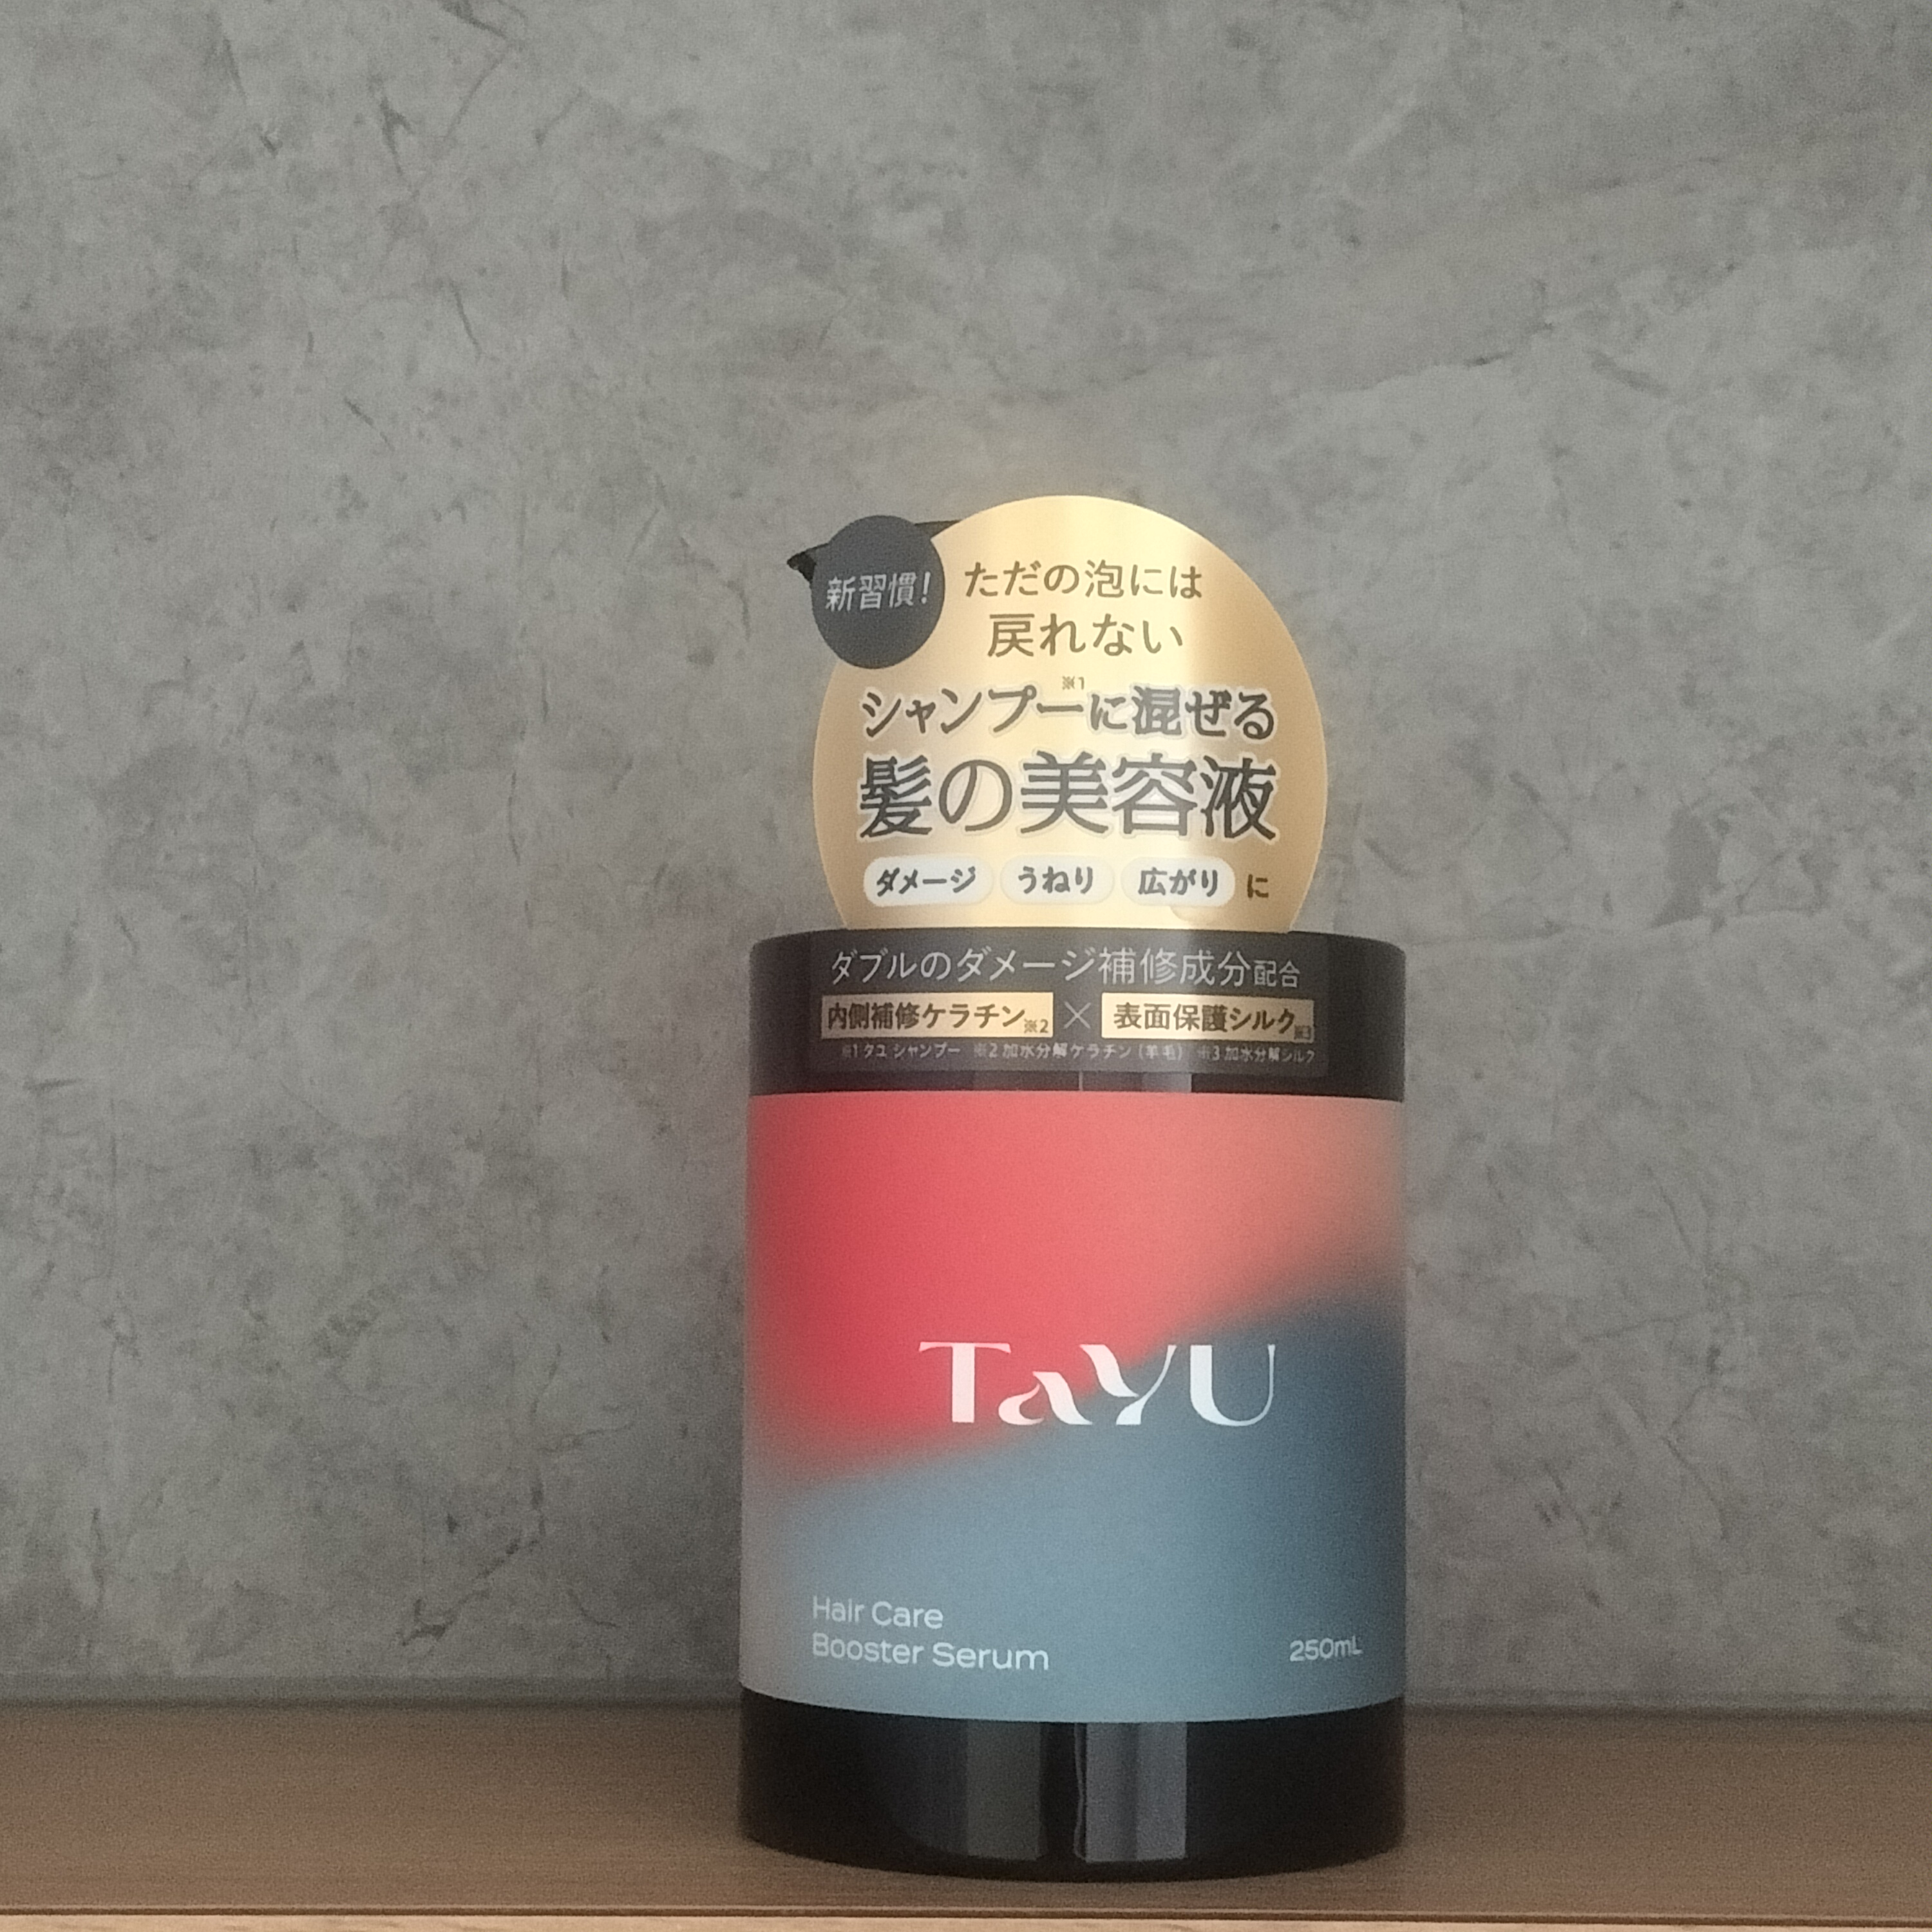 新習慣!
ただの泡には
戻れない
シャンプー※1に混ぜる
髪の美容液
ダメージ うねり 広がり に
ダブルのダメージ補修成分配合
内側補修ケラチン※2 × 表面保護シルク※3
※1 タユ シャンプー ※2 加水分解ケラチン(羊毛) ※3 加水分解シルク
TaYU
Hair Care
Booster Serum
250mL